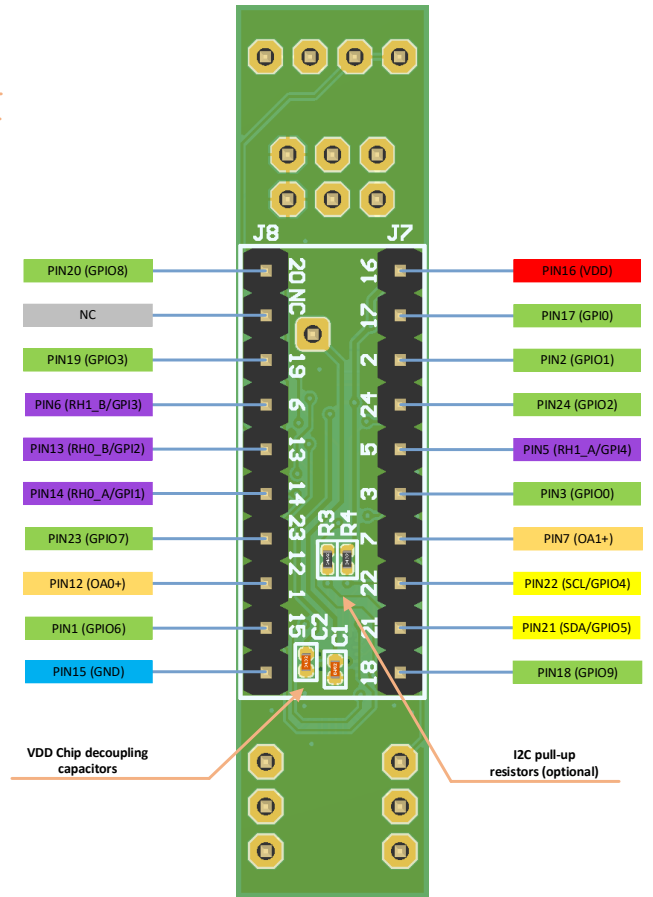 J8
J7
PIN20 (GPIO8)
20
16
PIN16 (VDD)
NC
NC
17
PIN17 (GPI0)
PIN19 (GPIO3)
19
2
PIN2 (GPIO1)
PIN6 (RH1_B/GPI3)
6
24
PIN24 (GPIO2)
PIN13 (RH0_B/GPI2)
13
5
PIN5 (RH1_A/GPI4)
PIN14 (RH0_A/GPI1)
14
3
PIN3 (GPIO0)
R3
R4
PIN23 (GPIO7)
23
7
PIN7 (OA1+)
PIN12 (OA0+)
12
22
PIN22 (SCL/GPIO4)
PIN1 (GPIO6)
1
21
PIN21 (SDA/GPIO5)
C2
C1
PIN15 (GND)
15
18
PIN18 (GPIO9)
VDD Chip decoupling
capacitors
I2C pull-up
resistors (optional)